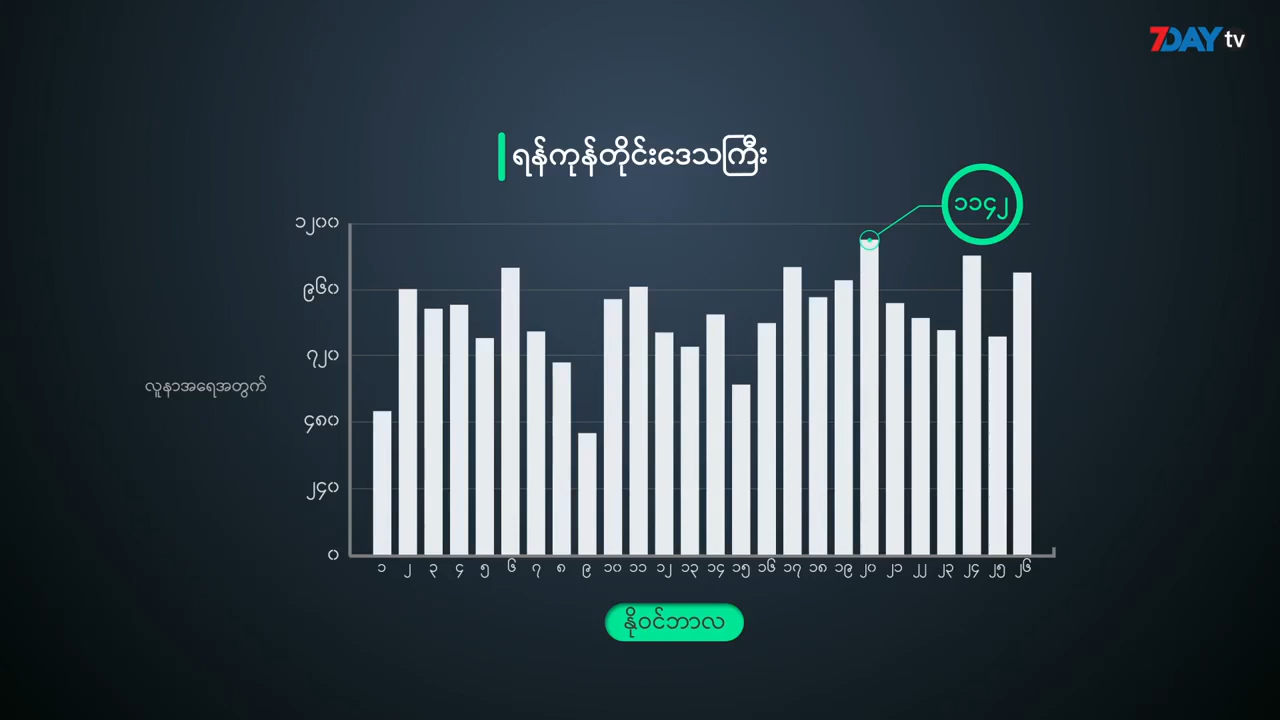 7DAY tv
ရန်ကုန်တိုင်းဒေသကြီး
၁၁၄၂
၁၂၀၀
၉၆၀
၇၂၀
လူနာအရေအတွက်
၄၈၀
၂၄၀
၀
၁ ၂ ၃ ၄ ၅ ၆ ၇ ၈ ၉ ၁၀ ၁၁ ၁၂ ၁၃ ၁၄ ၁၅ ၁၆ ၁၇ ၁၈ ၁၉ ၂၀ ၂၁ ၂၂ ၂၃ ၂၄ ၂၅ ၂၆
နိုဝင်ဘာလ